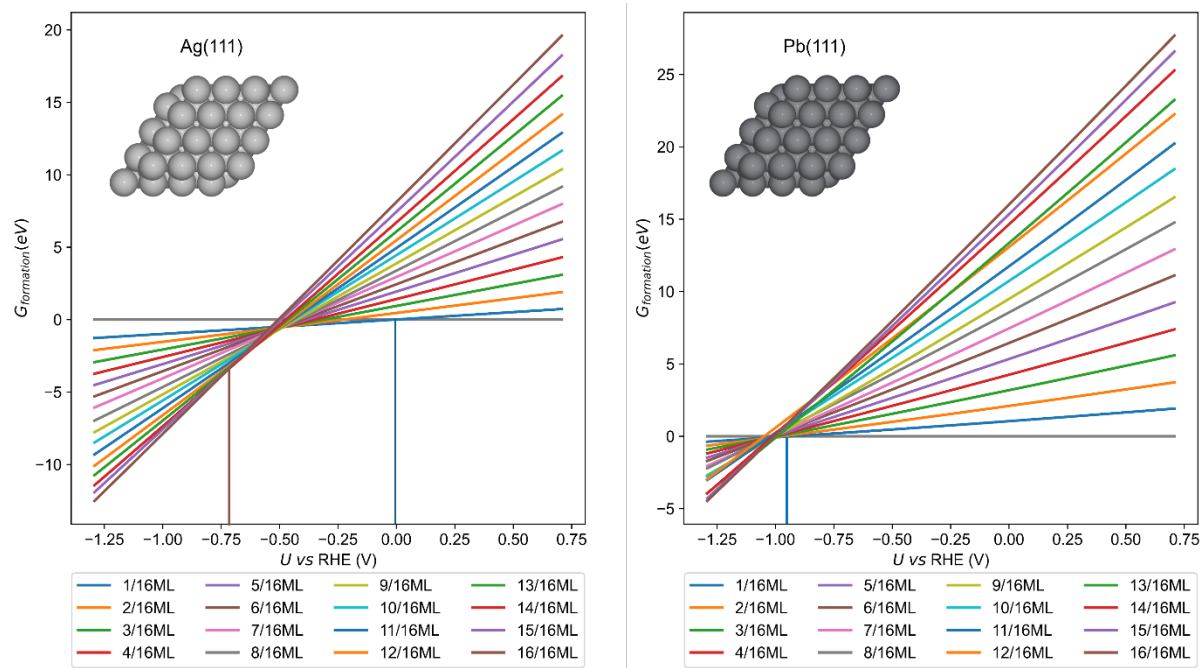 Ag(111)
20
15
10
5
0
−5
−10
G_formation(eV)
−1.25 −1.00 −0.75 −0.50 −0.25 0.00 0.25 0.50 0.75
U vs RHE (V)
1/16ML 5/16ML 9/16ML 13/16ML
2/16ML 6/16ML 10/16ML 14/16ML
3/16ML 7/16ML 11/16ML 15/16ML
4/16ML 8/16ML 12/16ML 16/16ML
Pb(111)
25
20
15
10
5
0
−5
G_formation(eV)
−1.25 −1.00 −0.75 −0.50 −0.25 0.00 0.25 0.50 0.75
U vs RHE (V)
1/16ML 5/16ML 9/16ML 13/16ML
2/16ML 6/16ML 10/16ML 14/16ML
3/16ML 7/16ML 11/16ML 15/16ML
4/16ML 8/16ML 12/16ML 16/16ML